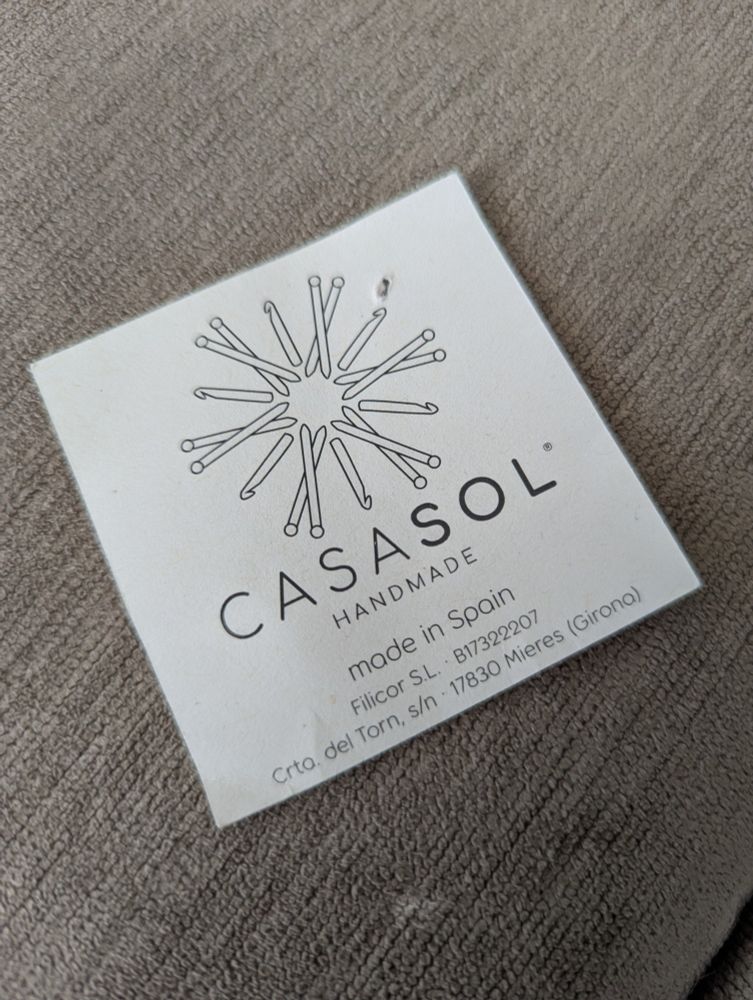 CASASOL®
HANDMADE
made in Spain
Filicor S.L. · B17322207
Crta. del Torn, s/n · 17830 Mieres (Girona)